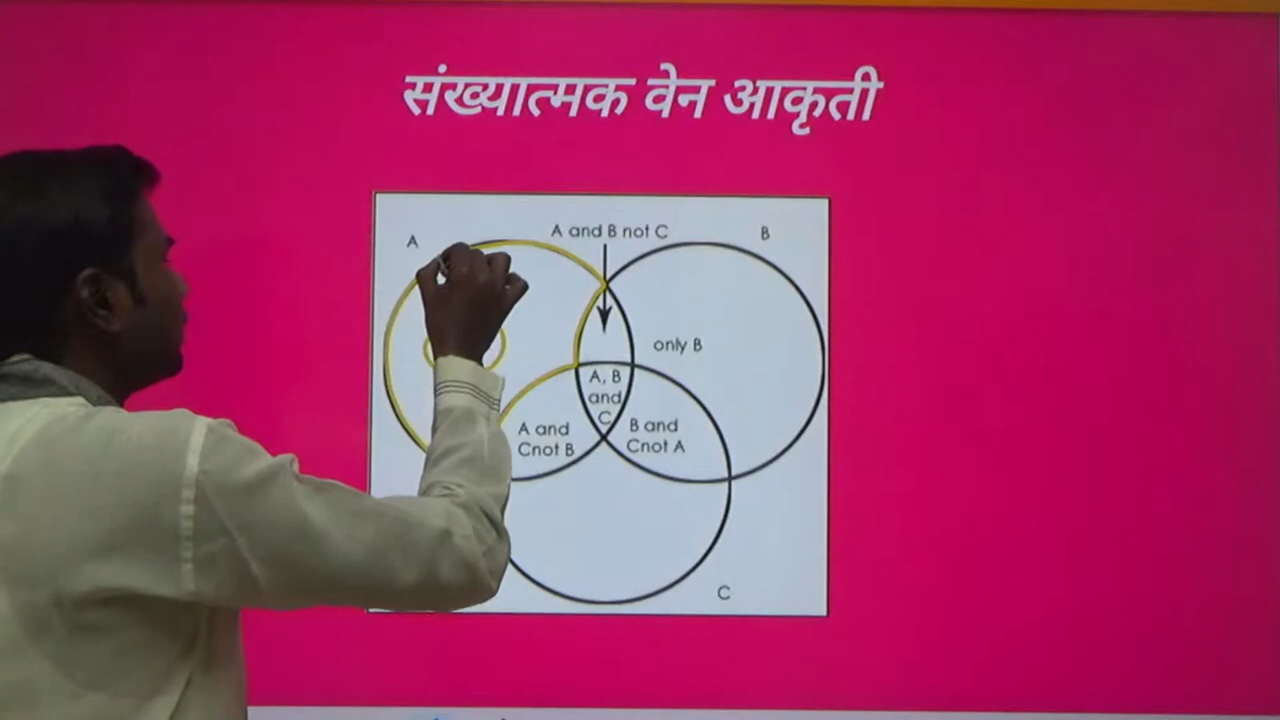 संख्यात्मक वेन आकृती
A
A and B not C
B
only B
A, B
and
C
A and
Cnot B
B and
Cnot A
C